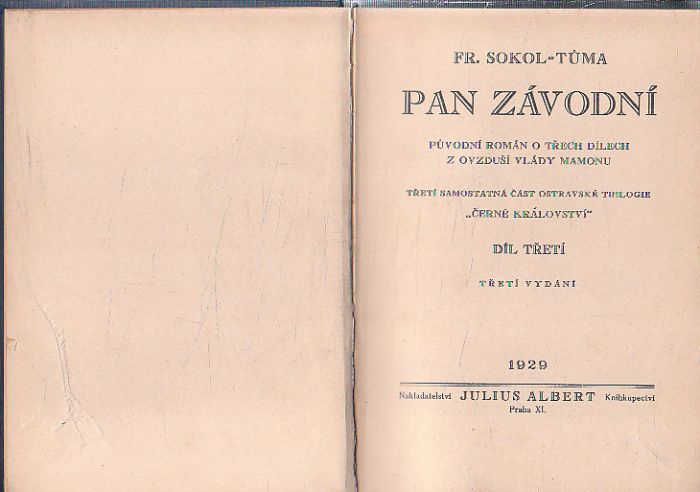 FR. SOKOL-TŮMA
PAN ZÁVODNÍ
PŮVODNÍ ROMÁN O TŘECH DÍLECH
Z OVZDUŠÍ VLÁDY MAMONU
TŘETÍ SAMOSTATNÁ ČÁST OSTRAVSKÉ TRILOGIE
„ČERNÉ KRÁLOVSTVÍ“
DÍL TŘETÍ
TŘETÍ VYDÁNÍ
1929
Nakladatelství JULIUS ALBERT Knihkupectví
Praha XI.